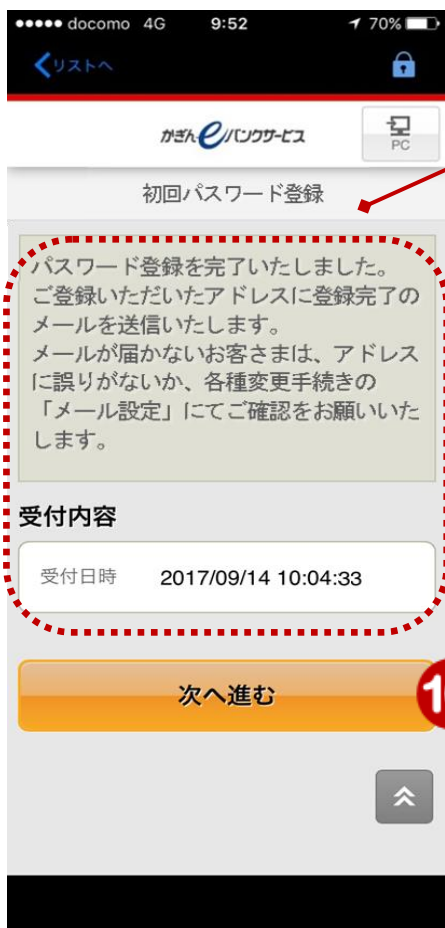 docomo 4G 9:52 70%
リストへ
かぎん eバンクサービス
PC
初回パスワード登録
パスワード登録を完了いたしました。
ご登録いただいたアドレスに登録完了の
メールを送信いたします。
メールが届かないお客さまは、アドレス
に誤りがないか、各種変更手続きの
「メール設定」にてご確認をお願いいた
します。
受付内容
受付日時 2017/09/14 10:04:33
次へ進む